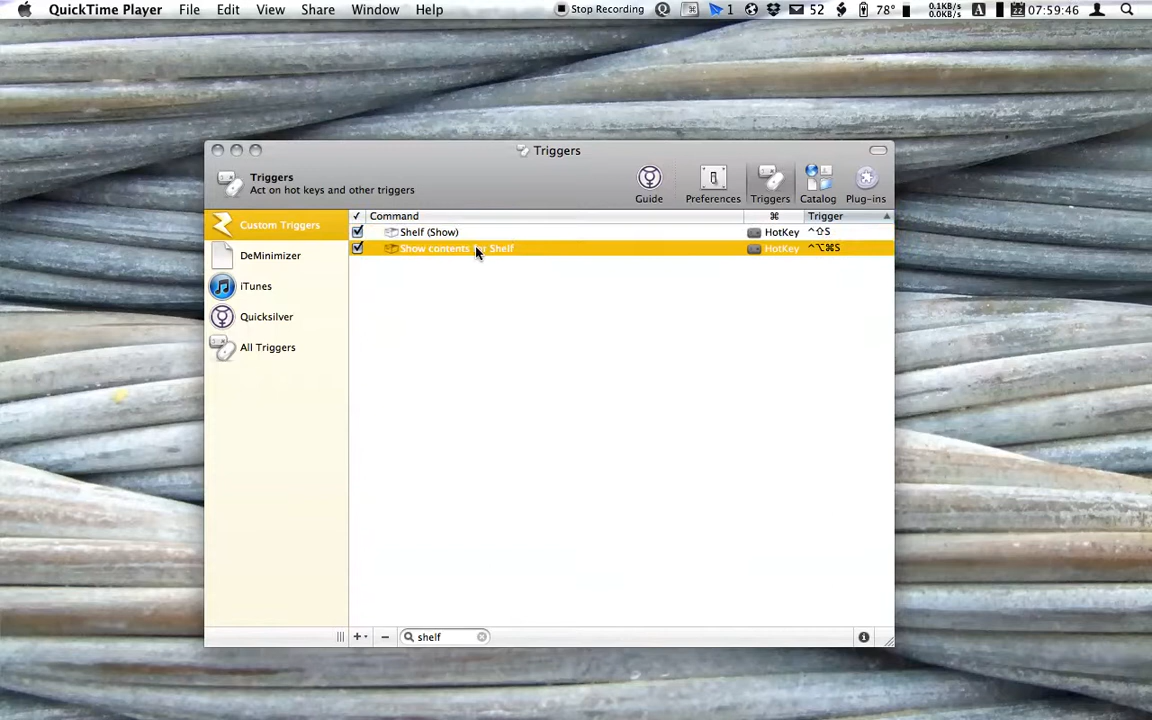 QuickTime Player File Edit View Share Window Help Stop Recording 1 52 78° 0.1KB/s 0.0KB/s A 22 07:59:46
Triggers
Triggers
Act on hot keys and other triggers
Guide Preferences Triggers Catalog Plug-ins
Custom Triggers
DeMinimizer
iTunes
Quicksilver
All Triggers
✓ Command ⌘ Trigger
Shelf (Show) HotKey ^⇧S
Show contents for Shelf HotKey ^⌥⌘S
+ − shelf